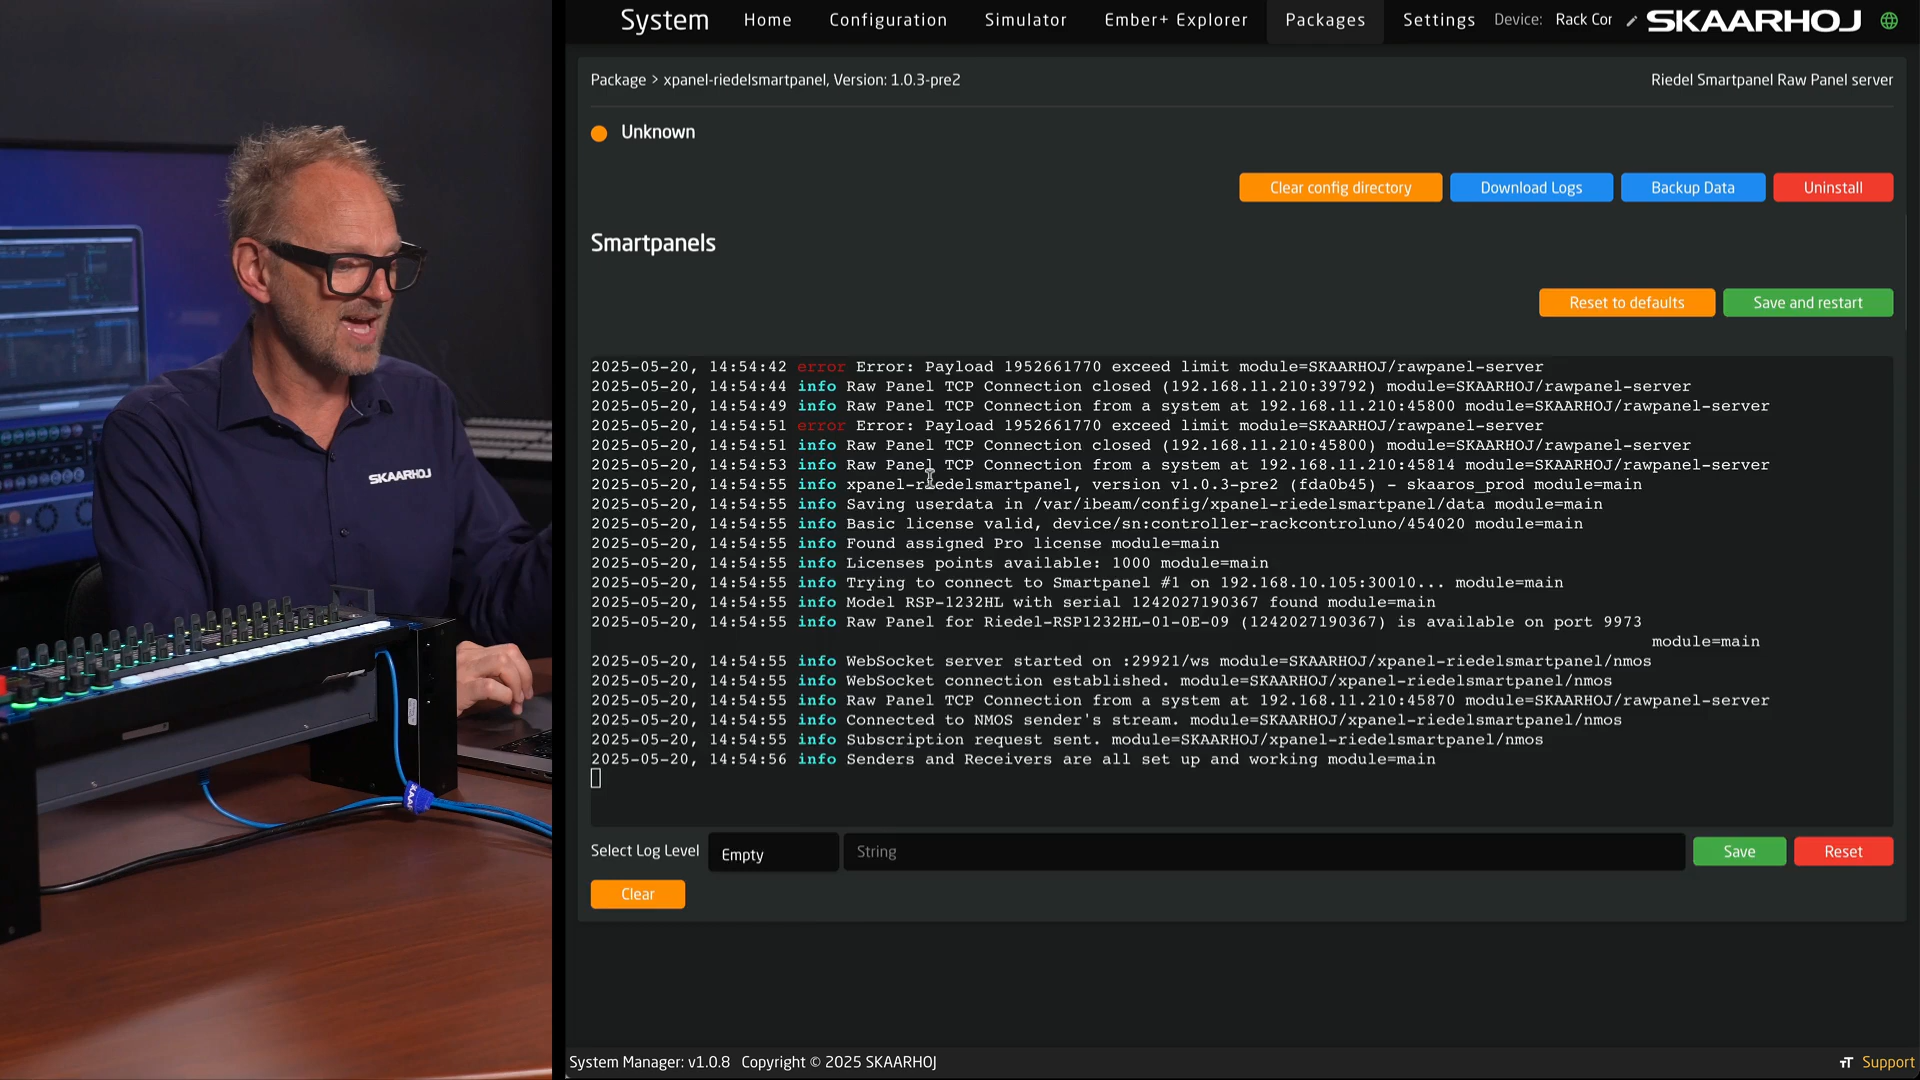 System Home Configuration Simulator Ember+ Explorer Packages Settings Device: Rack Cor SKAARHOJ
Package > xpanel-riedelsmartpanel, Version: 1.0.3-pre2 Riedel Smartpanel Raw Panel server
Unknown
Clear config directory Download Logs Backup Data Uninstall
Smartpanels
Reset to defaults Save and restart
2025-05-20, 14:54:42 error Error: Payload 1952661770 exceed limit module=SKAARHOJ/rawpanel-server
2025-05-20, 14:54:44 info Raw Panel TCP Connection closed (192.168.11.210:39792) module=SKAARHOJ/rawpanel-server
2025-05-20, 14:54:49 info Raw Panel TCP Connection from a system at 192.168.11.210:45800 module=SKAARHOJ/rawpanel-server
2025-05-20, 14:54:51 error Error: Payload 1952661770 exceed limit module=SKAARHOJ/rawpanel-server
2025-05-20, 14:54:51 info Raw Panel TCP Connection closed (192.168.11.210:45800) module=SKAARHOJ/rawpanel-server
2025-05-20, 14:54:53 info Raw Panel TCP Connection from a system at 192.168.11.210:45814 module=SKAARHOJ/rawpanel-server
2025-05-20, 14:54:55 info xpanel-riedelsmartpanel, version v1.0.3-pre2 (fda0b45) - skaaros_prod module=main
2025-05-20, 14:54:55 info Saving userdata in /var/ibeam/config/xpanel-riedelsmartpanel/data module=main
2025-05-20, 14:54:55 info Basic license valid, device/sn:controller-rackcontroluno/454020 module=main
2025-05-20, 14:54:55 info Found assigned Pro license module=main
2025-05-20, 14:54:55 info Licenses points available: 1000 module=main
2025-05-20, 14:54:55 info Trying to connect to Smartpanel #1 on 192.168.10.105:30010... module=main
2025-05-20, 14:54:55 info Model RSP-1232HL with serial 1242027190367 found module=main
2025-05-20, 14:54:55 info Raw Panel for Riedel-RSP1232HL-01-0E-09 (1242027190367) is available on port 9973
module=main
2025-05-20, 14:54:55 info WebSocket server started on :29921/ws module=SKAARHOJ/xpanel-riedelsmartpanel/nmos
2025-05-20, 14:54:55 info WebSocket connection established. module=SKAARHOJ/xpanel-riedelsmartpanel/nmos
2025-05-20, 14:54:55 info Raw Panel TCP Connection from a system at 192.168.11.210:45870 module=SKAARHOJ/rawpanel-server
2025-05-20, 14:54:55 info Connected to NMOS sender's stream. module=SKAARHOJ/xpanel-riedelsmartpanel/nmos
2025-05-20, 14:54:55 info Subscription request sent. module=SKAARHOJ/xpanel-riedelsmartpanel/nmos
2025-05-20, 14:54:56 info Senders and Receivers are all set up and working module=main
Select Log Level Empty String Save Reset
Clear
System Manager: v1.0.8 Copyright © 2025 SKAARHOJ Support
SKAARHOJ